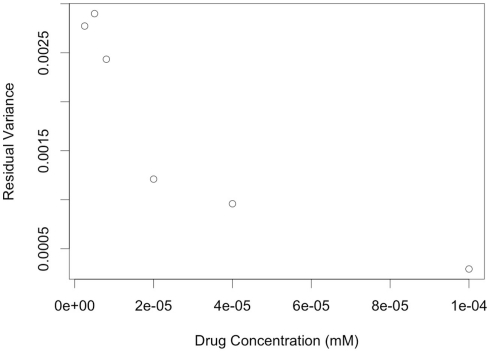 0.0025
0.0015
0.0005
Residual Variance
0e+00 2e-05 4e-05 6e-05 8e-05 1e-04
Drug Concentration (mM)